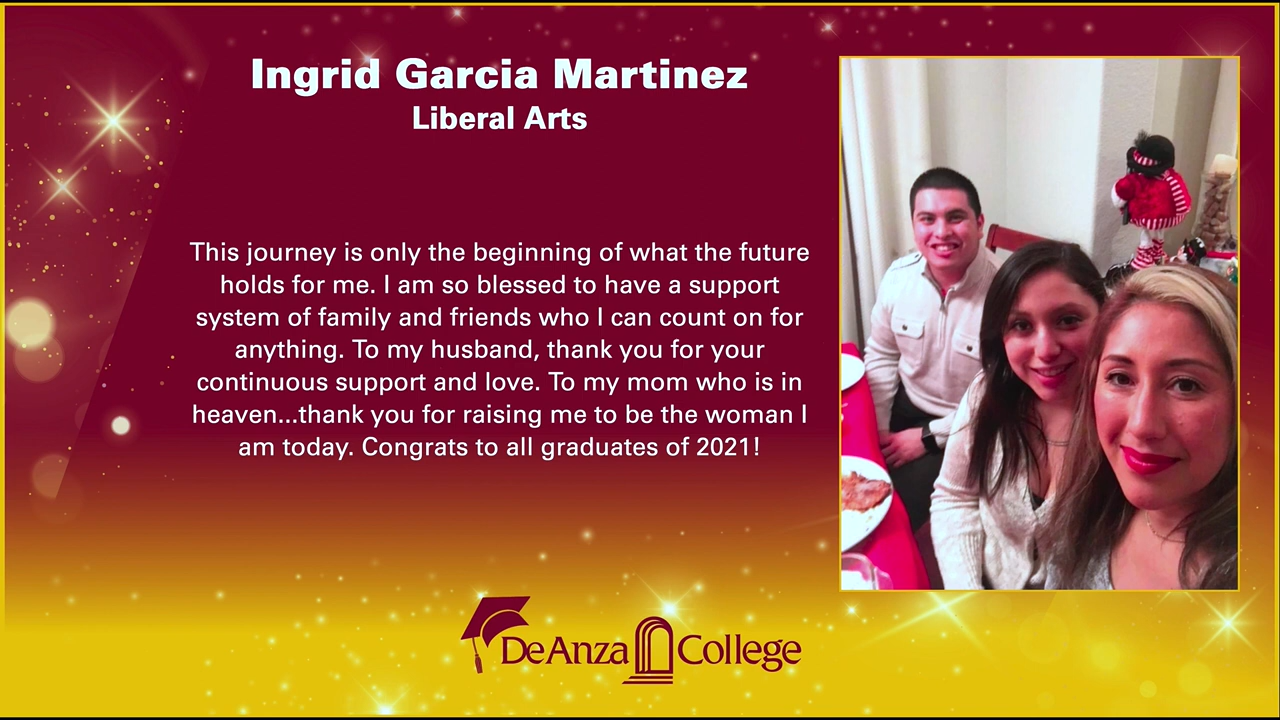 Ingrid Garcia Martinez
Liberal Arts
This journey is only the beginning of what the future
holds for me. I am so blessed to have a support
system of family and friends who I can count on for
anything. To my husband, thank you for your
continuous support and love. To my mom who is in
heaven...thank you for raising me to be the woman I
am today. Congrats to all graduates of 2021!
DeAnza College